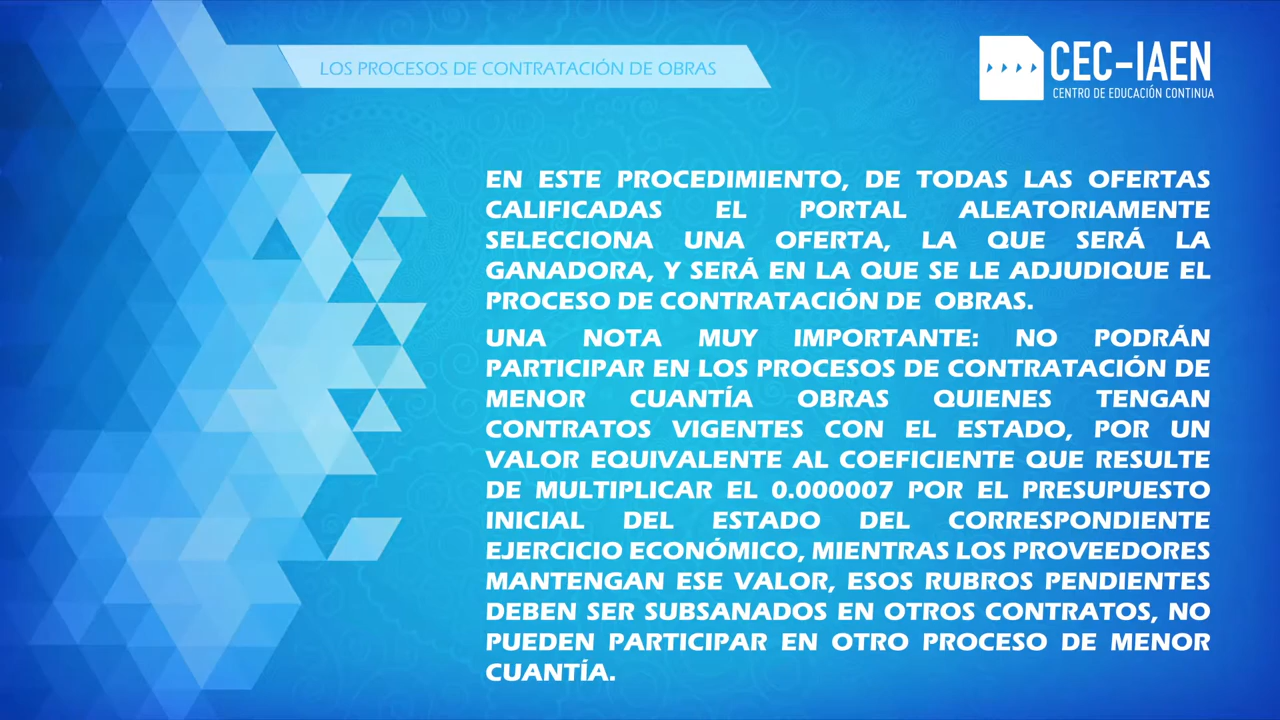 LOS PROCESOS DE CONTRATACIÓN DE OBRAS
CEC-IAEN
CENTRO DE EDUCACIÓN CONTINUA
EN ESTE PROCEDIMIENTO, DE TODAS LAS OFERTAS
CALIFICADAS EL PORTAL ALEATORIAMENTE
SELECCIONA UNA OFERTA, LA QUE SERÁ LA
GANADORA, Y SERÁ EN LA QUE SE LE ADJUDIQUE EL
PROCESO DE CONTRATACIÓN DE OBRAS.
UNA NOTA MUY IMPORTANTE: NO PODRÁN
PARTICIPAR EN LOS PROCESOS DE CONTRATACIÓN DE
MENOR CUANTÍA OBRAS QUIENES TENGAN
CONTRATOS VIGENTES CON EL ESTADO, POR UN
VALOR EQUIVALENTE AL COEFICIENTE QUE RESULTE
DE MULTIPLICAR EL 0.000007 POR EL PRESUPUESTO
INICIAL DEL ESTADO DEL CORRESPONDIENTE
EJERCICIO ECONÓMICO, MIENTRAS LOS PROVEEDORES
MANTENGAN ESE VALOR, ESOS RUBROS PENDIENTES
DEBEN SER SUBSANADOS EN OTROS CONTRATOS, NO
PUEDEN PARTICIPAR EN OTRO PROCESO DE MENOR
CUANTÍA.